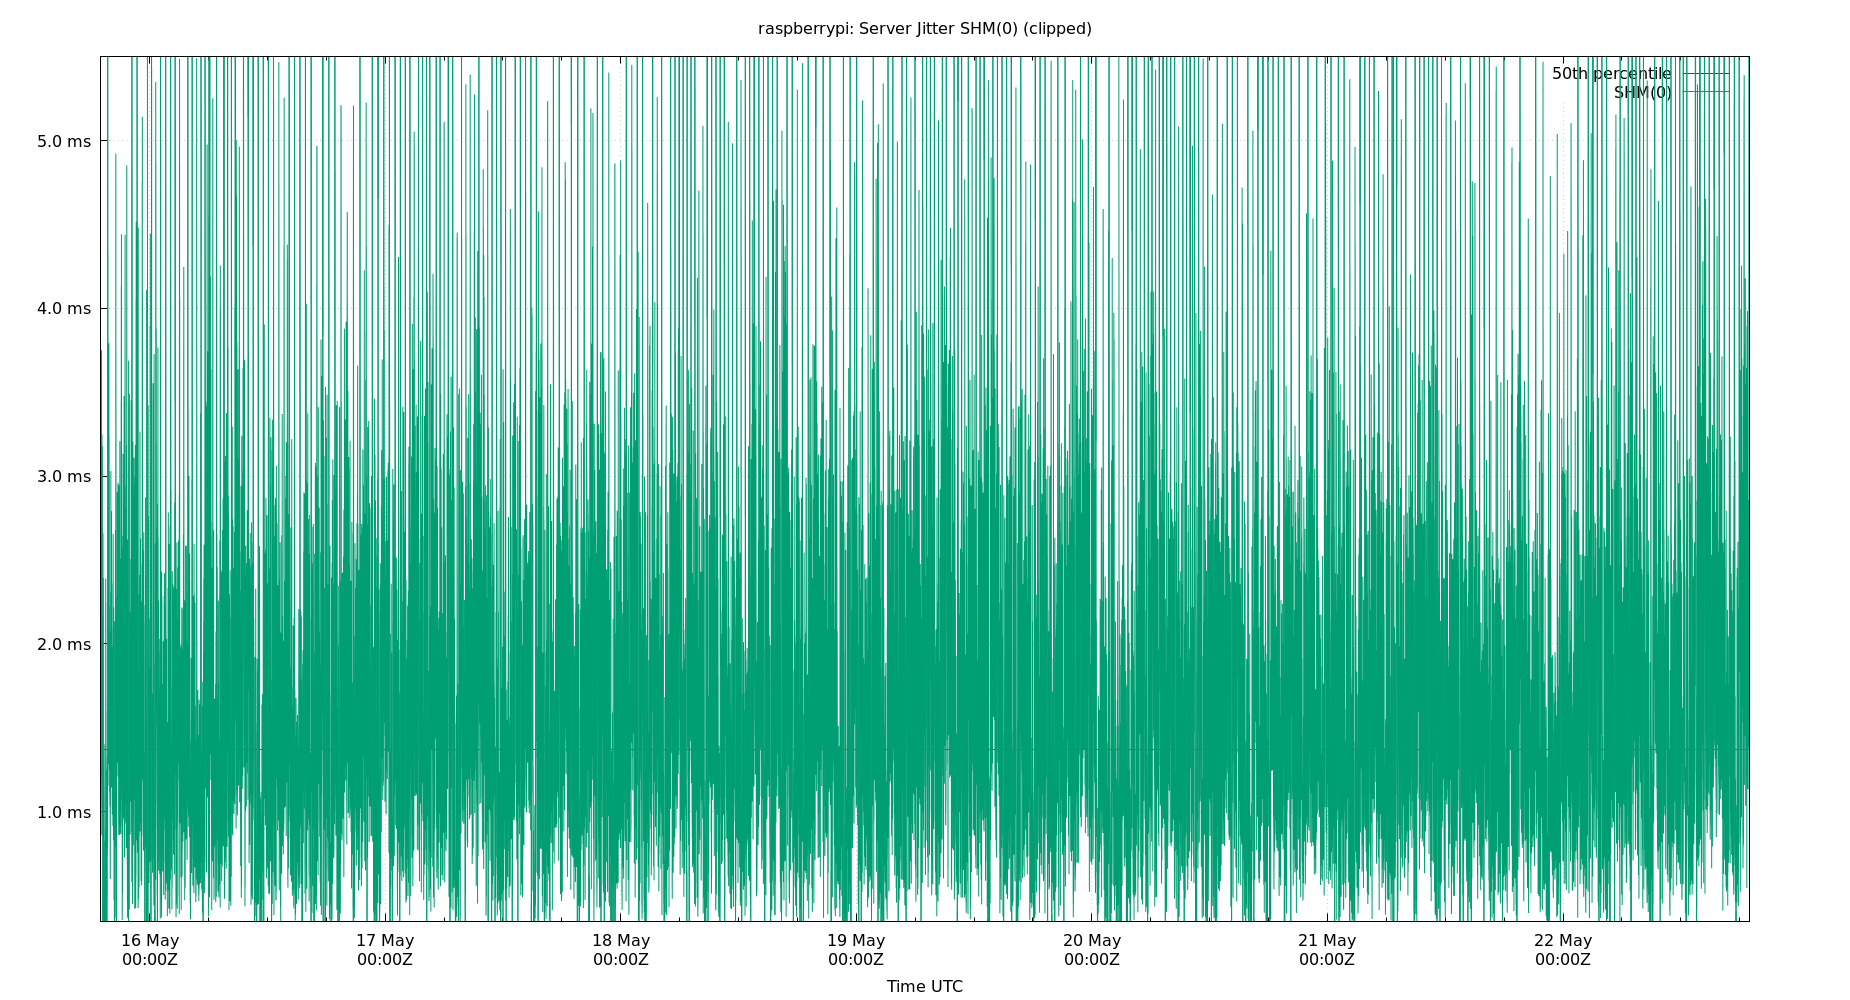 raspberrypi: Server Jitter SHM(0) (clipped)
50th percentile
SHM(0)
5.0 ms
4.0 ms
3.0 ms
2.0 ms
1.0 ms
16 May 17 May 18 May 19 May 20 May 21 May 22 May
00:00Z 00:00Z 00:00Z 00:00Z 00:00Z 00:00Z 00:00Z
Time UTC